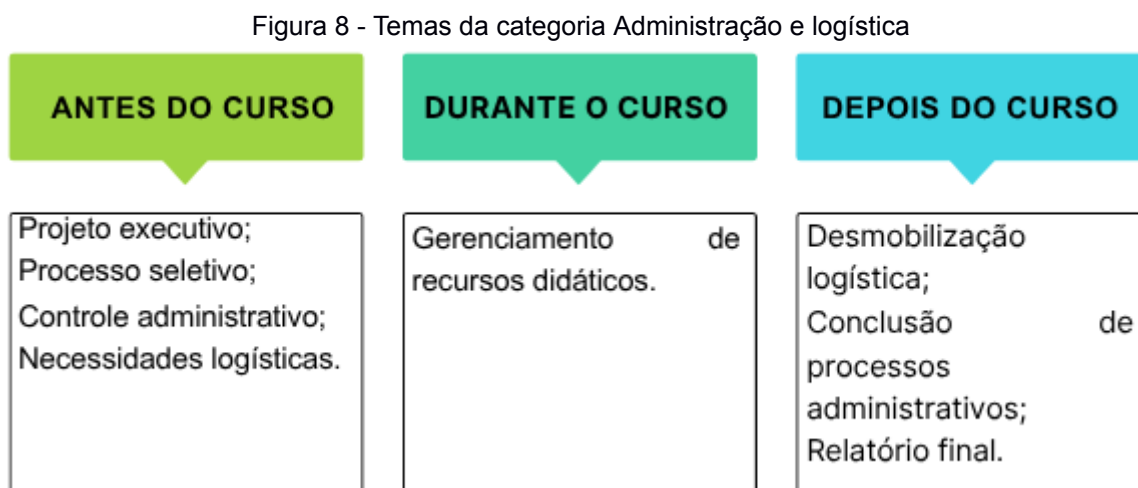 Figura 8 - Temas da categoria Administração e logística
ANTES DO CURSO
Projeto executivo;
Processo seletivo;
Controle administrativo;
Necessidades logísticas.
DURANTE O CURSO
Gerenciamento de
recursos didáticos.
DEPOIS DO CURSO
Desmobilização
logística;
Conclusão de
processos
administrativos;
Relatório final.